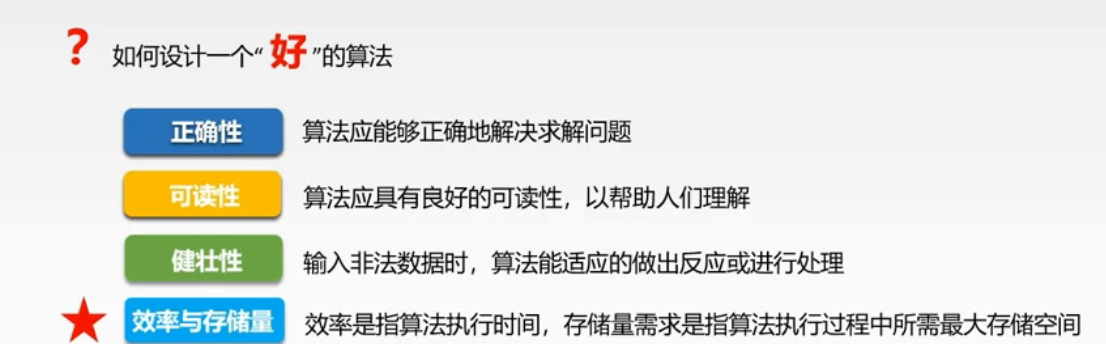 ? 如何设计一个“好”的算法
正确性 算法应能够正确地解决求解问题
可读性 算法应具有良好的可读性，以帮助人们理解
健壮性 输入非法数据时，算法能适应的做出反应或进行处理
效率与存储量 效率是指算法执行时间，存储量需求是指算法执行过程中所需最大存储空间